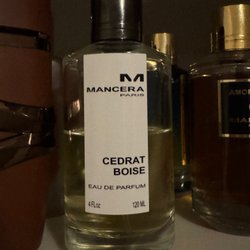 M
MANCERA
PARIS
CEDRAT
BOISE
EAU DE PARFUM
4 Fl.oz
120 ML